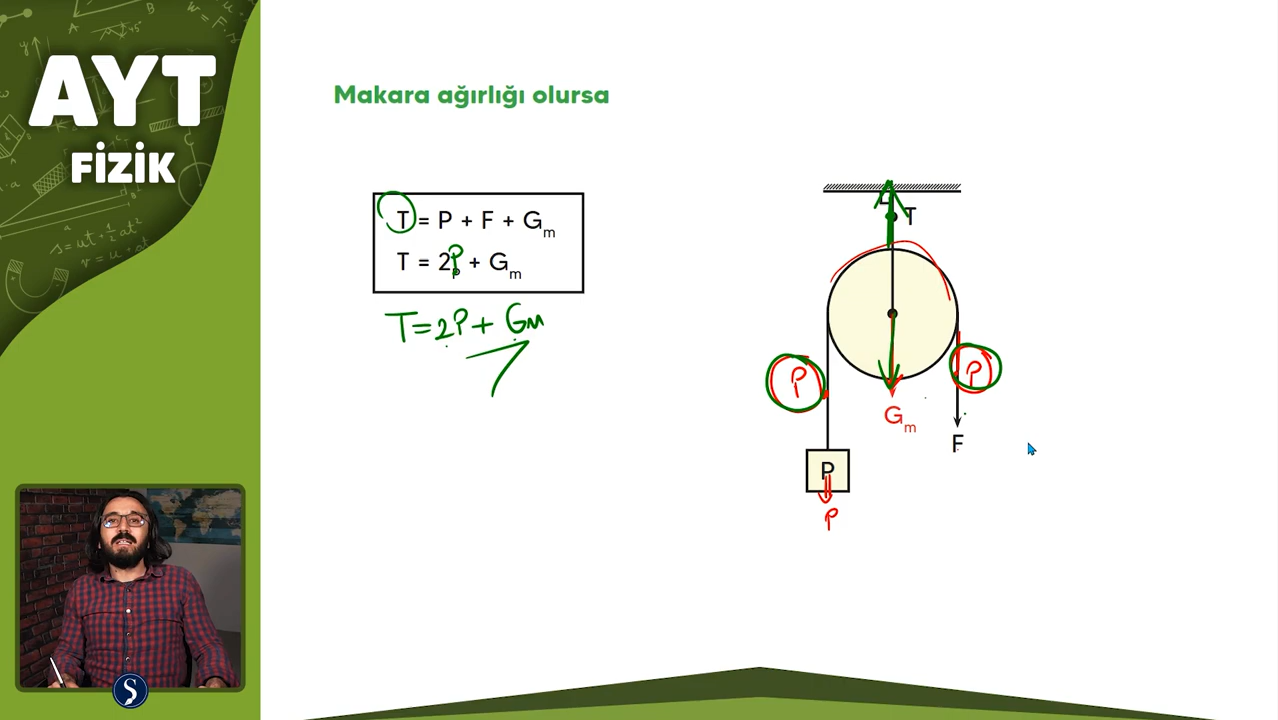 AYT
FİZİK
Makara ağırlığı olursa
T = P + F + Gm
T = 2P + Gm
T = 2P + Gm
T
P
P
Gm
F
P
P
S